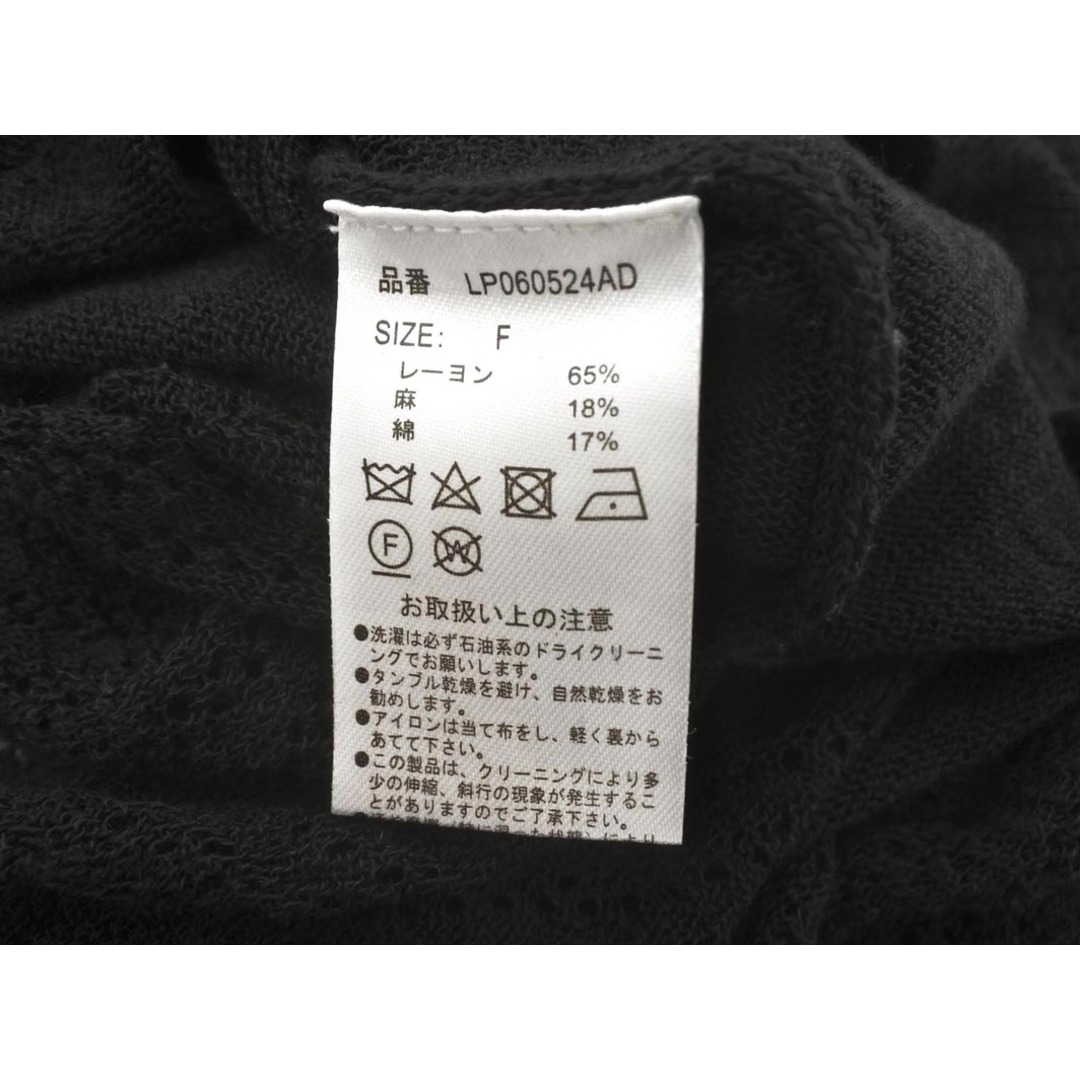 品番 LP060524AD
SIZE: F
レーヨン 65%
麻 18%
綿 17%
F W
お取扱い上の注意
●洗濯は必ず石油系のドライクリーニ
ングでお願いします。
●タンブル乾燥を避け、自然乾燥をお
勧めします。
●アイロンは当て布をし、軽く裏から
あてて下さい。
●この製品は、クリーニングにより多
少の伸縮、斜行の現象が発生するこ
とがありますのでご了承下さい。